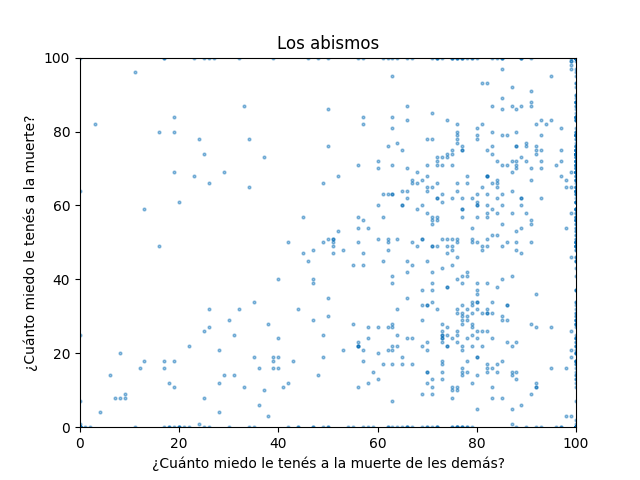 Los abismos
100
80
60
40
20
0
¿Cuánto miedo le tenés a la muerte?
0 20 40 60 80 100
¿Cuánto miedo le tenés a la muerte de les demás?